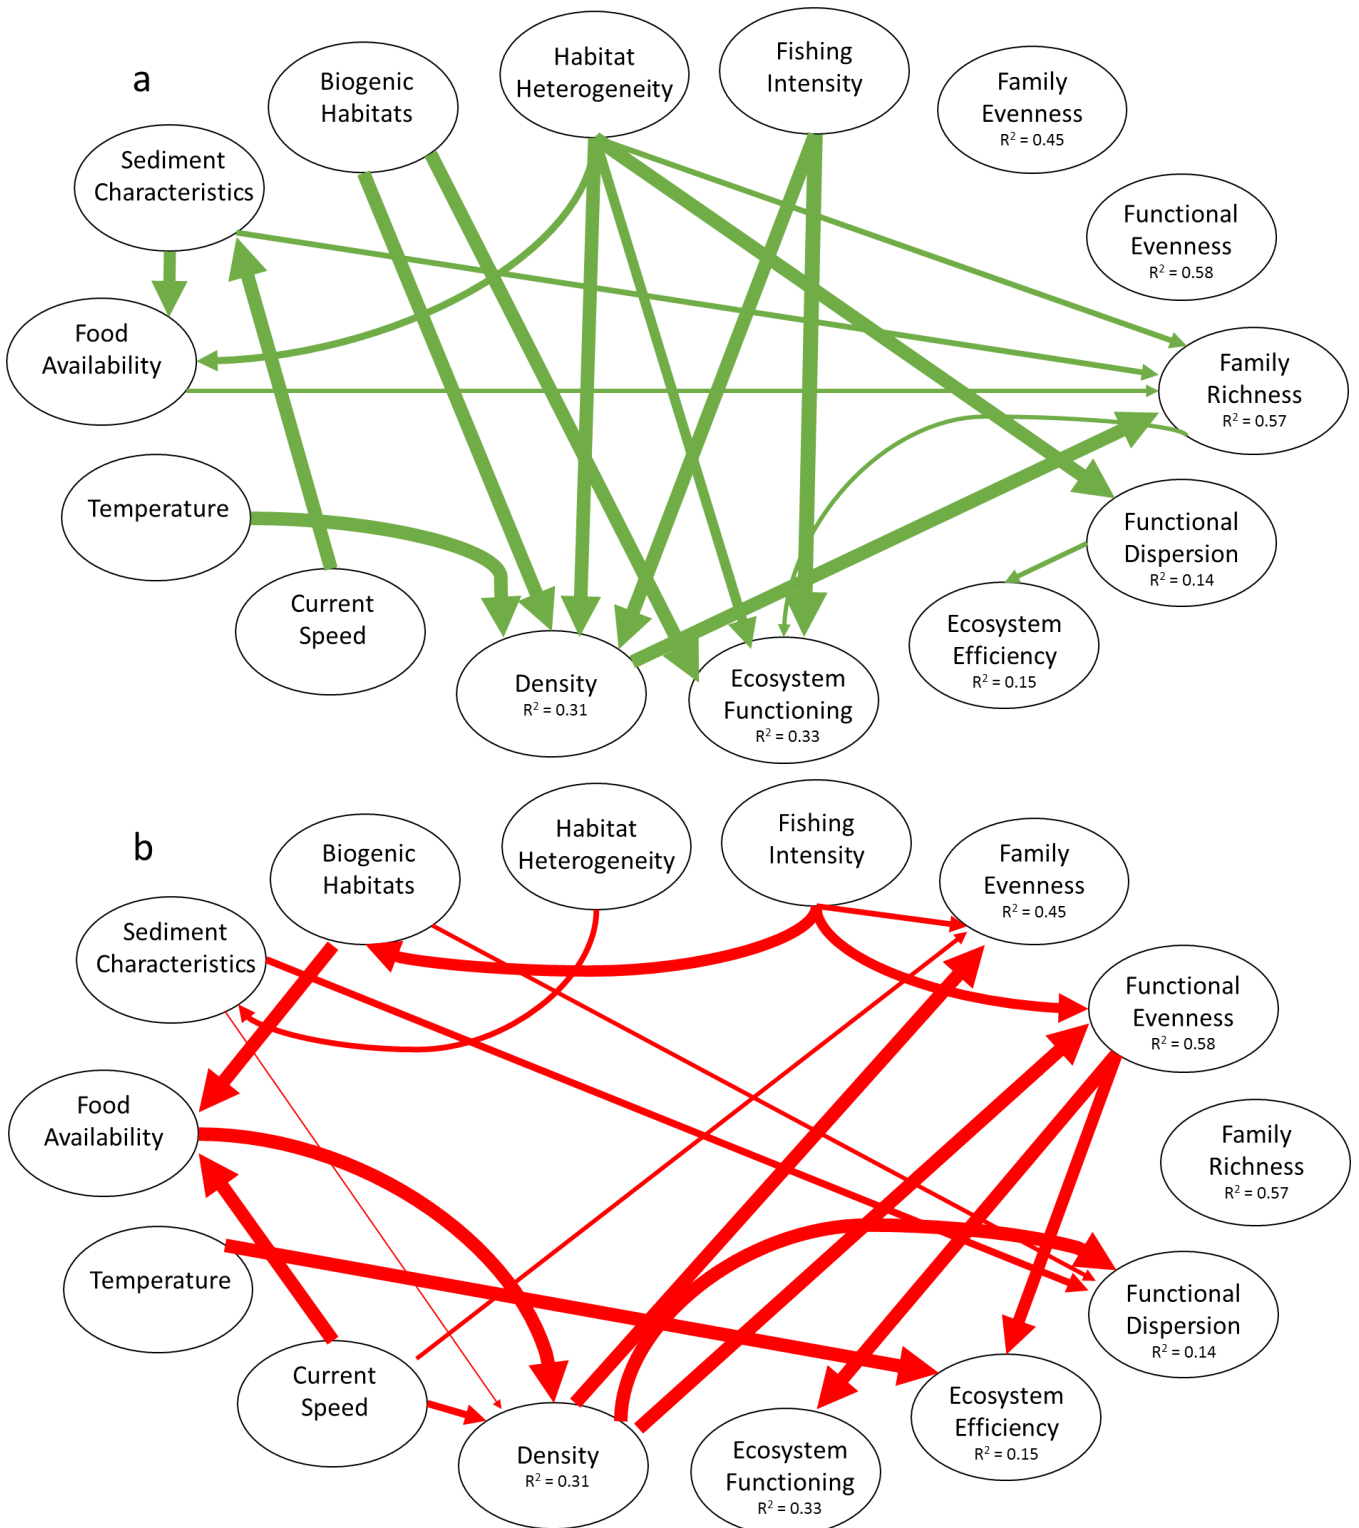 a
Biogenic
Habitats
Habitat
Heterogeneity
Fishing
Intensity
Family
Evenness
R² = 0.45
Sediment
Characteristics
Functional
Evenness
R² = 0.58
Food
Availability
Family
Richness
R² = 0.57
Temperature
Functional
Dispersion
R² = 0.14
Current
Speed
Ecosystem
Efficiency
R² = 0.15
Density
R² = 0.31
Ecosystem
Functioning
R² = 0.33
b
Biogenic
Habitats
Habitat
Heterogeneity
Fishing
Intensity
Family
Evenness
R² = 0.45
Sediment
Characteristics
Functional
Evenness
R² = 0.58
Food
Availability
Family
Richness
R² = 0.57
Temperature
Functional
Dispersion
R² = 0.14
Current
Speed
Ecosystem
Efficiency
R² = 0.15
Density
R² = 0.31
Ecosystem
Functioning
R² = 0.33